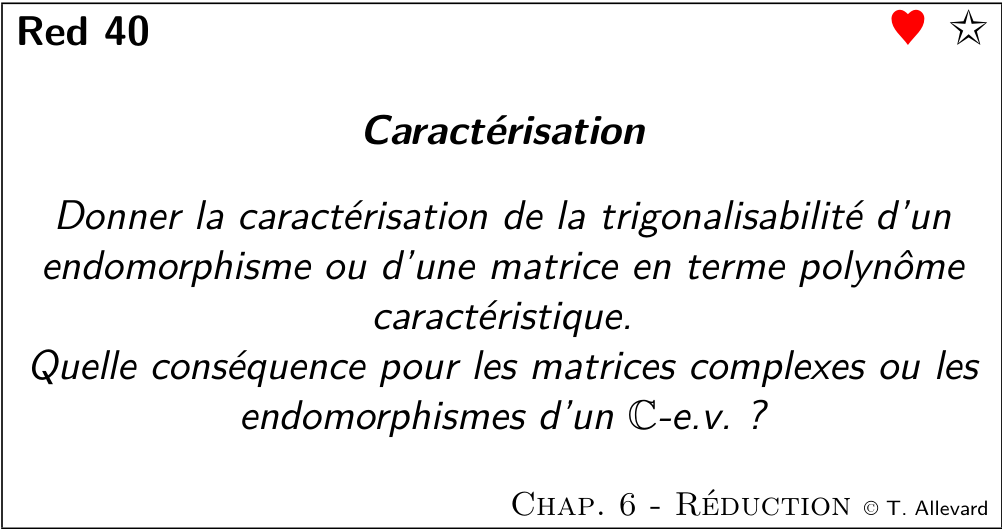 Red 40
Caractérisation
Donner la caractérisation de la trigonalisabilité d'un
endomorphisme ou d'une matrice en terme polynôme
caractéristique.
Quelle conséquence pour les matrices complexes ou les
endomorphismes d'un ℂ-e.v. ?
Chap. 6 - Réduction © T. Allevard